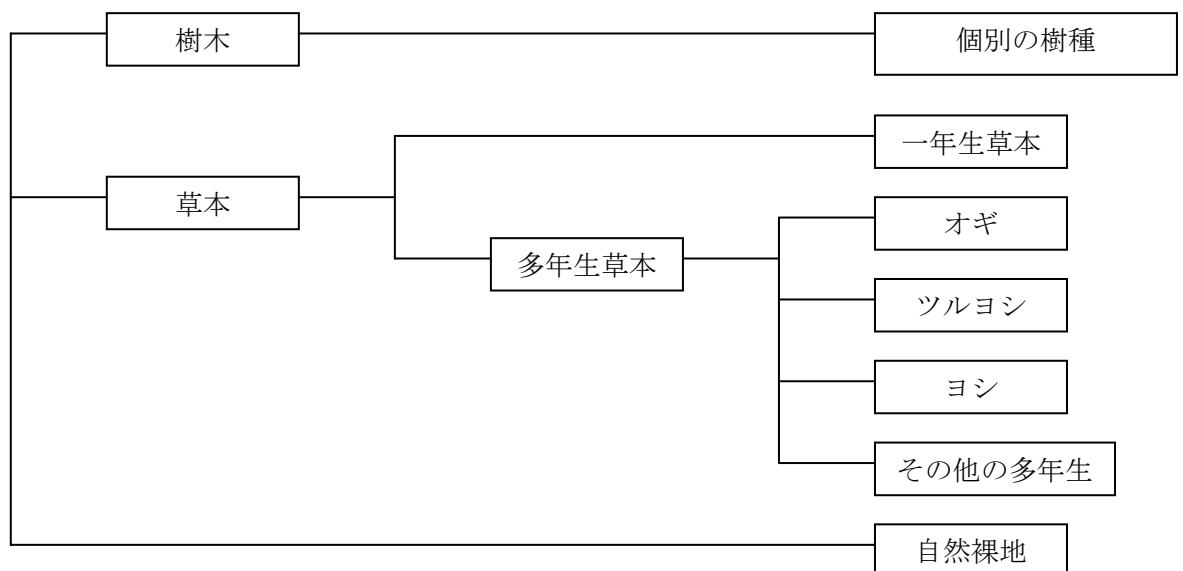 樹木
個別の樹種
一年生草本
草本
オギ
多年生草本
ツルヨシ
ヨシ
その他の多年生
自然裸地